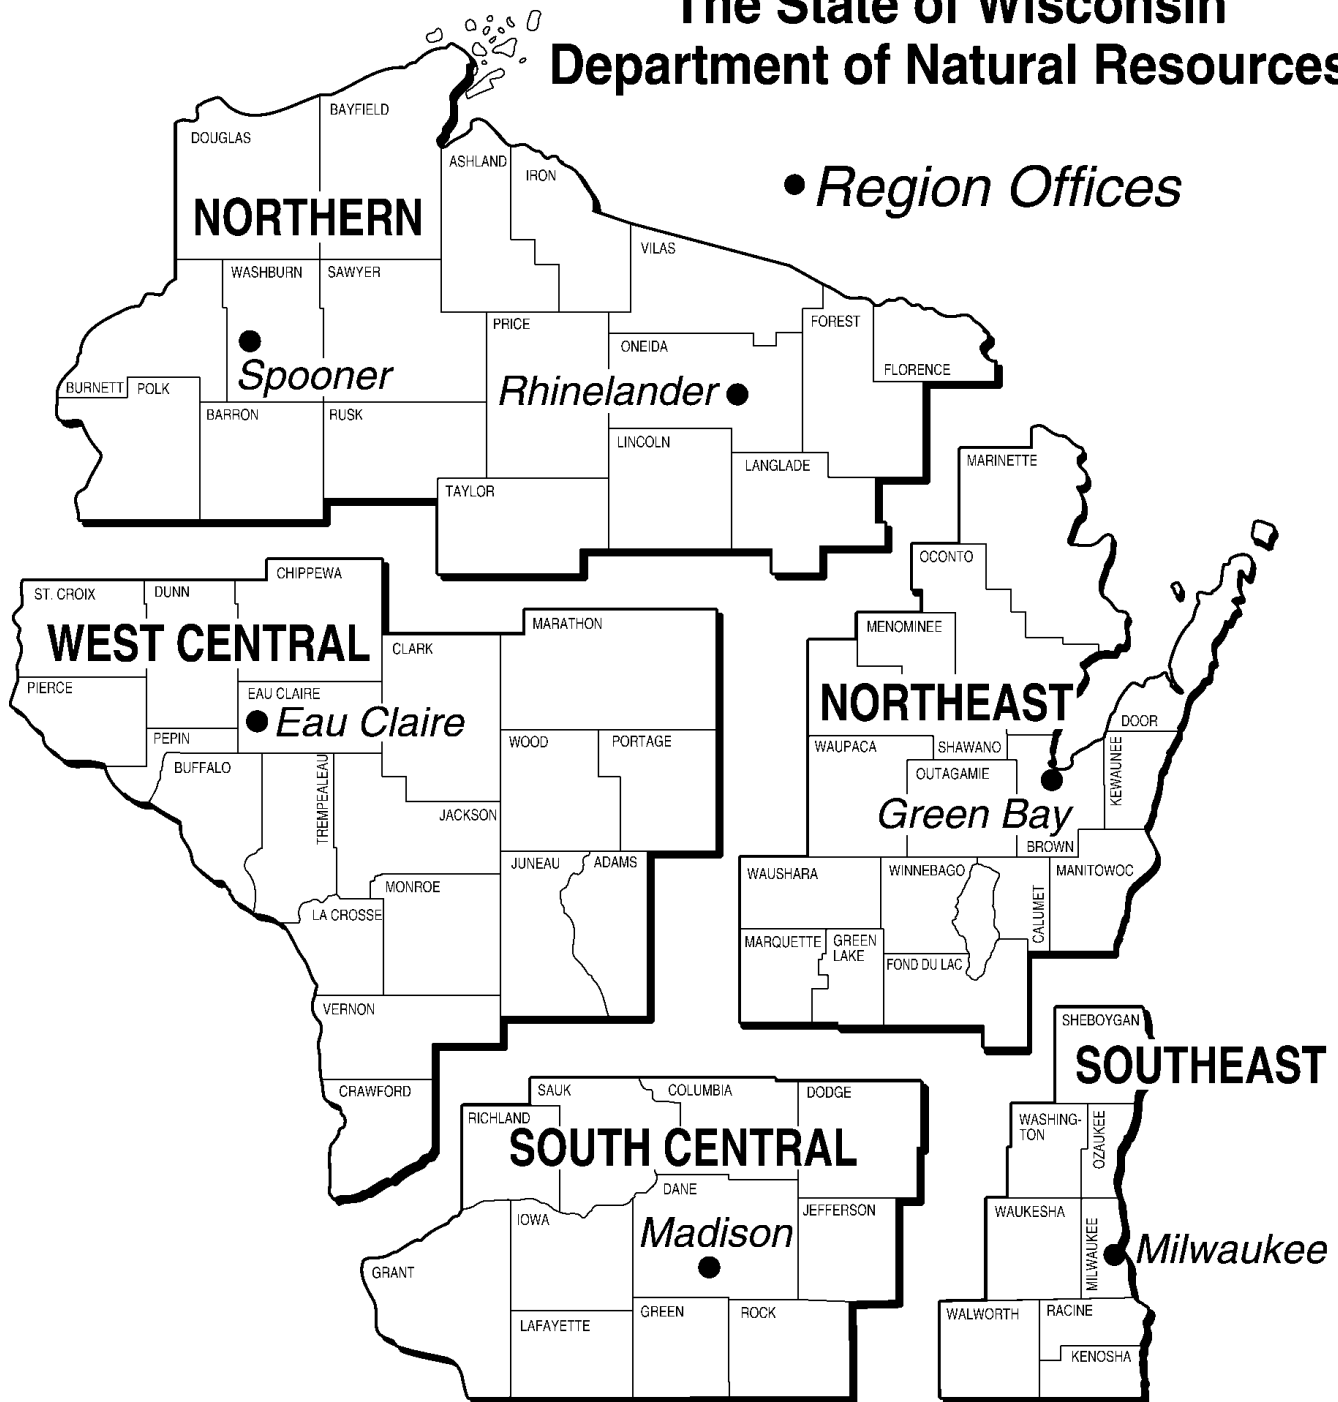 The State of Wisconsin
Department of Natural Resources
Region Offices
BAYFIELD
DOUGLAS
ASHLAND
IRON
NORTHERN
VILAS
WASHBURN
SAWYER
PRICE
FOREST
ONEIDA
FLORENCE
Spooner
Rhinelander
BURNETT
POLK
BARRON
RUSK
LINCOLN
LANGLADE
TAYLOR
MARINETTE
OCONTO
CHIPPEWA
ST. CROIX
DUNN
WEST CENTRAL
MARATHON
CLARK
PIERCE
EAU CLAIRE
Eau Claire
PEPIN
WOOD
PORTAGE
BUFFALO
TREMPEALEAU
JACKSON
JUNEAU
ADAMS
MONROE
LA CROSSE
VERNON
CRAWFORD
MENOMINEE
NORTHEAST
DOOR
WAUPACA
SHAWANO
OUTAGAMIE
KEWAUNEE
Green Bay
BROWN
WAUSHARA
WINNEBAGO
MANITOWOC
CALUMET
MARQUETTE
GREEN
LAKE
FOND DU LAC
SHEBOYGAN
SOUTHEAST
SAUK
COLUMBIA
DODGE
RICHLAND
SOUTH CENTRAL
WASHING-
TON
OZAUKEE
DANE
IOWA
Madison
JEFFERSON
WAUKESHA
MILWAUKEE
Milwaukee
GRANT
LAFAYETTE
GREEN
ROCK
WALWORTH
RACINE
KENOSHA